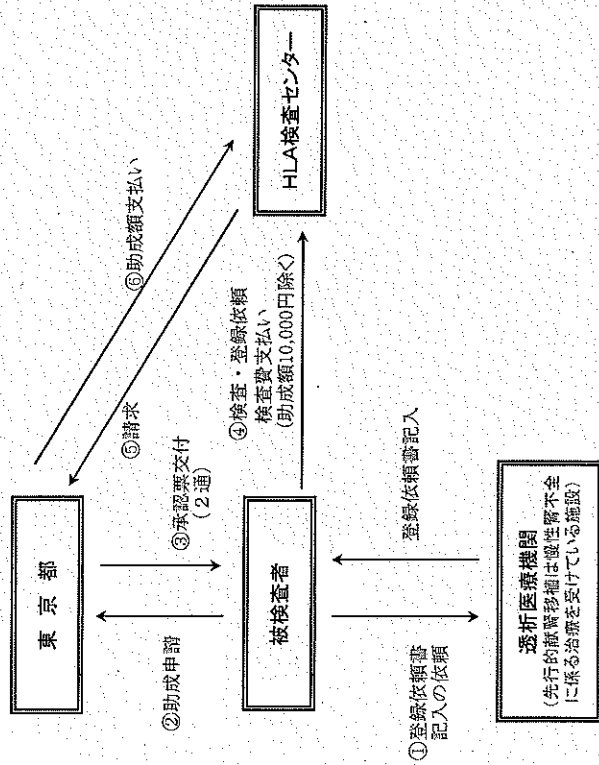 東京都
②助成申請
③承認票交付
(2通)
⑤請求
⑥助成額支払い
被検査者
④検査・登録依頼
検査費支払い
(助成額10,000円除く)
HLA検査センター
①登録依頼書
記入の依頼
登録依頼書記入
透析医療機関
(先行的献腎移植は慢性腎不全
に係る治療を受けている施設)